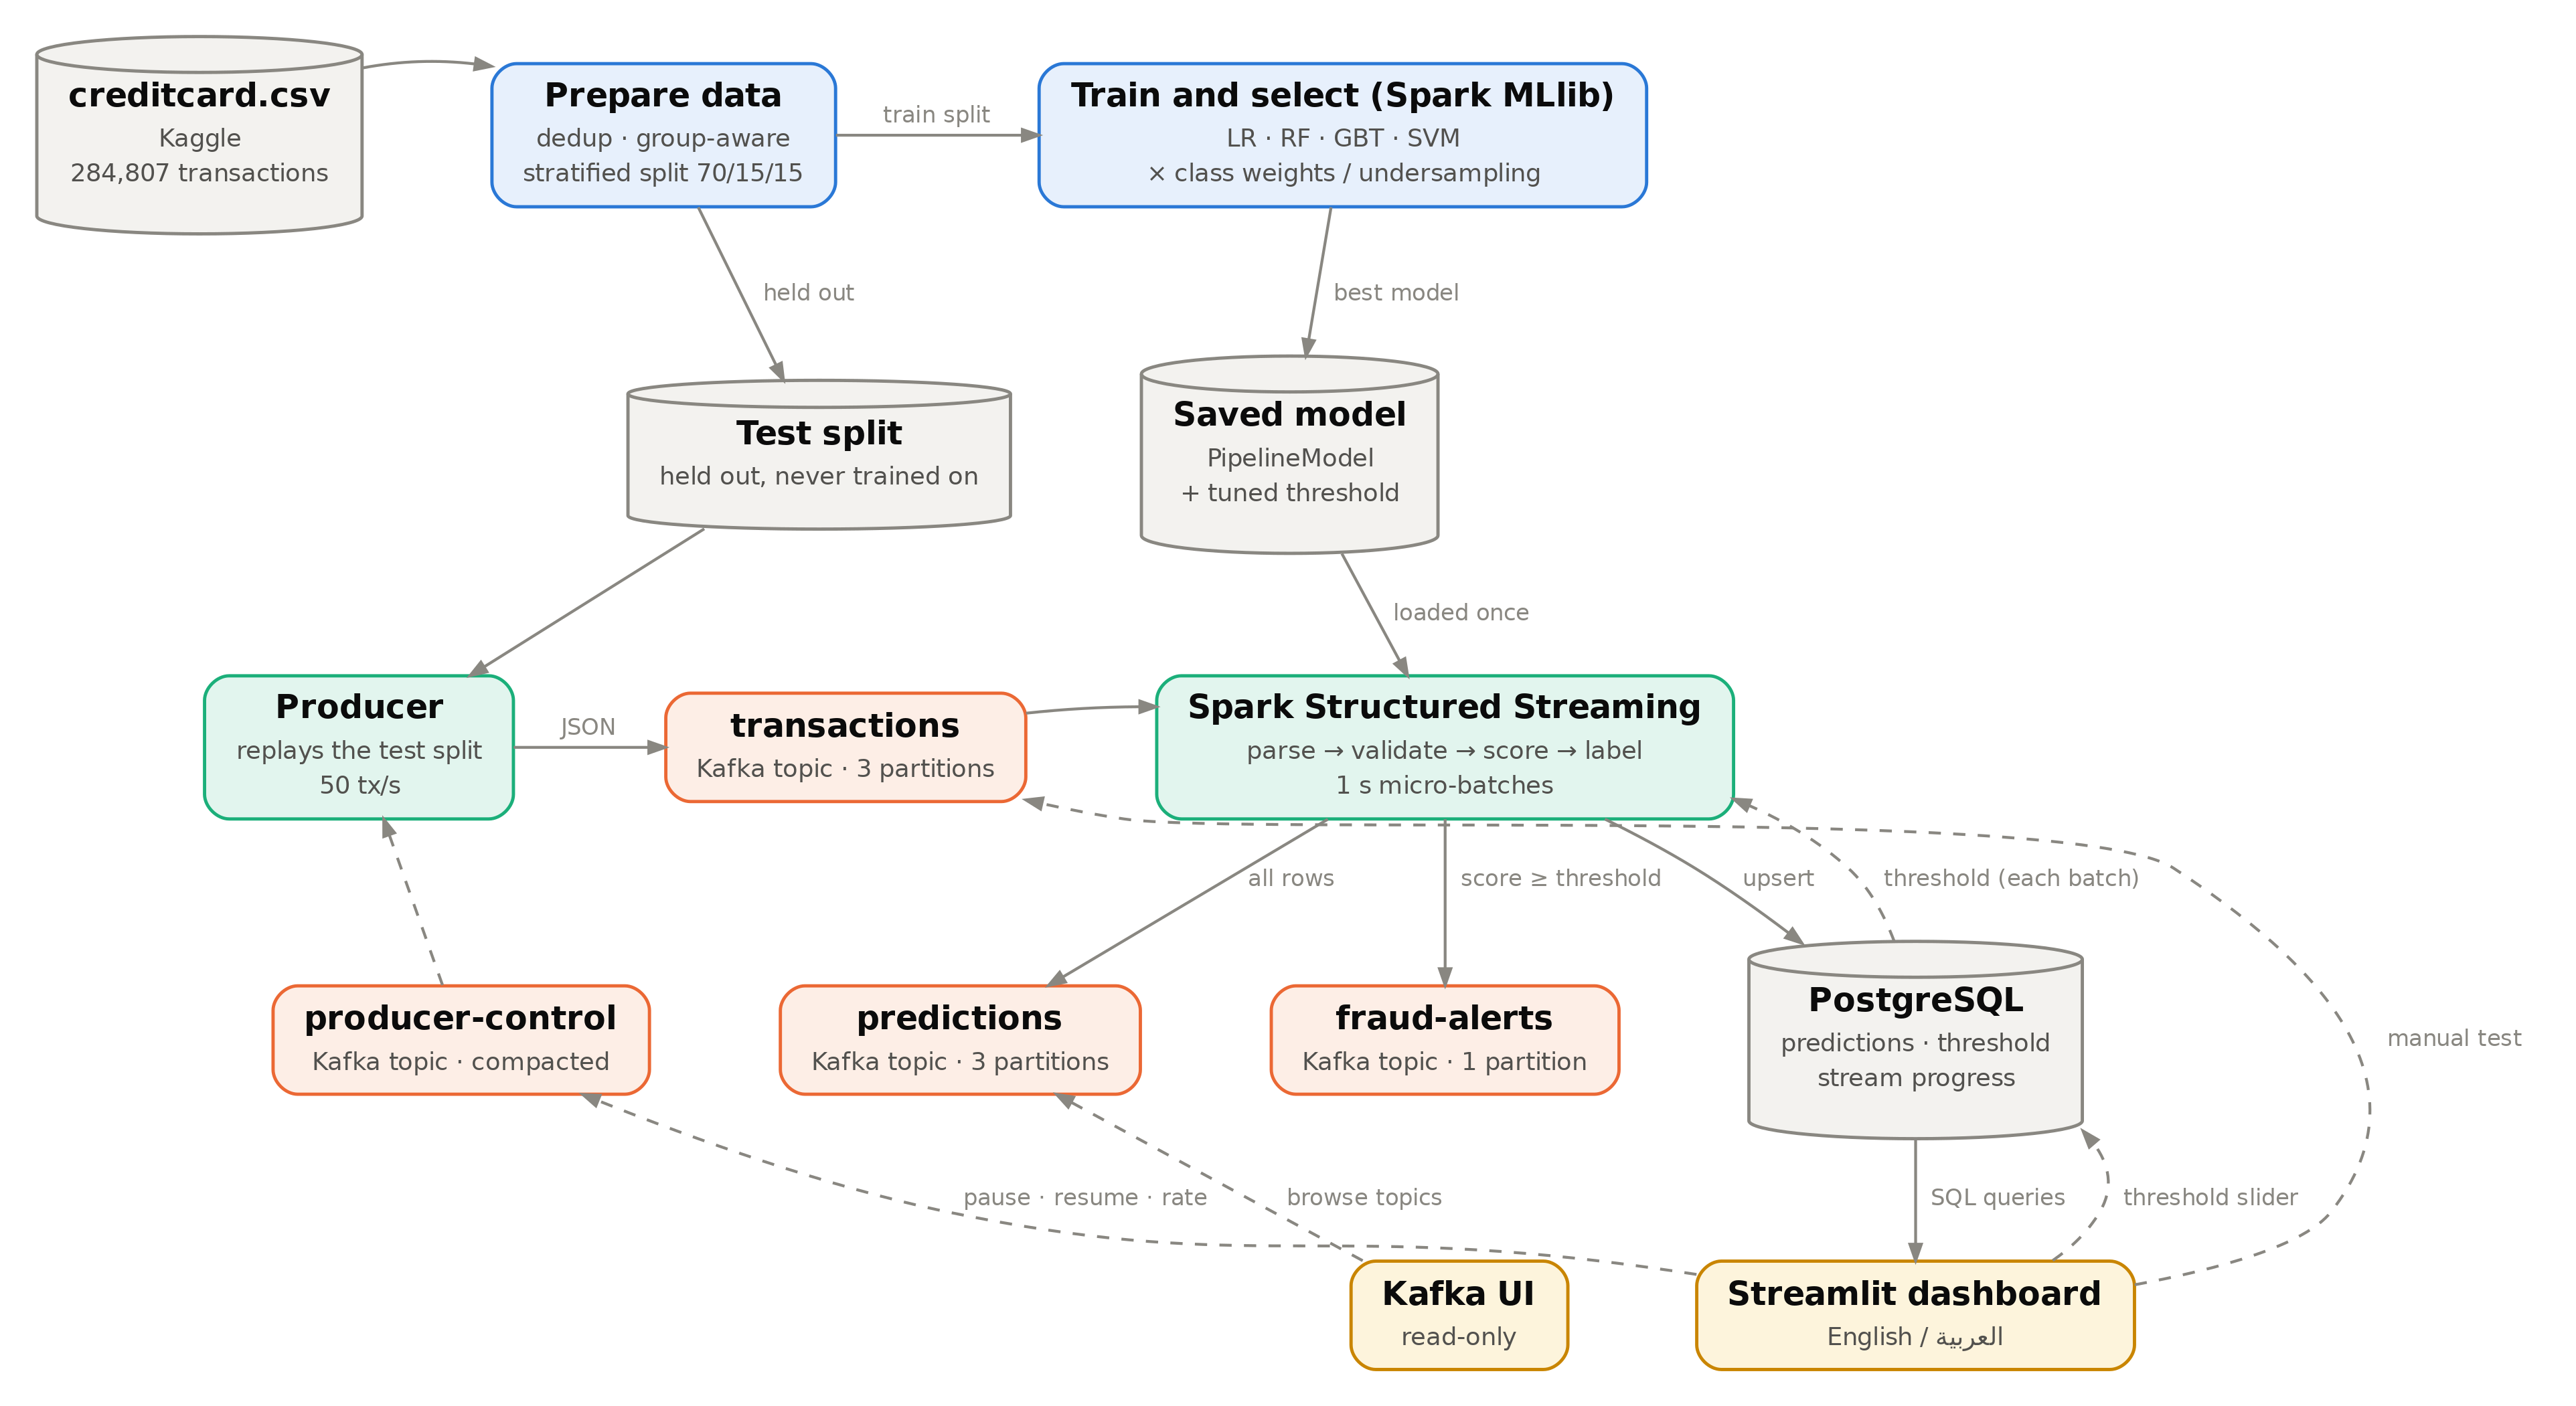 creditcard.csv
Kaggle
284,807 transactions
Prepare data
dedup · group-aware
stratified split 70/15/15
train split
Train and select (Spark MLlib)
LR · RF · GBT · SVM
× class weights / undersampling
held out
best model
Test split
held out, never trained on
Saved model
PipelineModel
+ tuned threshold
loaded once
Producer
replays the test split
50 tx/s
JSON
transactions
Kafka topic · 3 partitions
Spark Structured Streaming
parse → validate → score → label
1 s micro-batches
all rows
score ≥ threshold
upsert
threshold (each batch)
producer-control
Kafka topic · compacted
predictions
Kafka topic · 3 partitions
fraud-alerts
Kafka topic · 1 partition
PostgreSQL
predictions · threshold
stream progress
manual test
pause · resume · rate
browse topics
SQL queries
threshold slider
Kafka UI
read-only
Streamlit dashboard
English / العربية